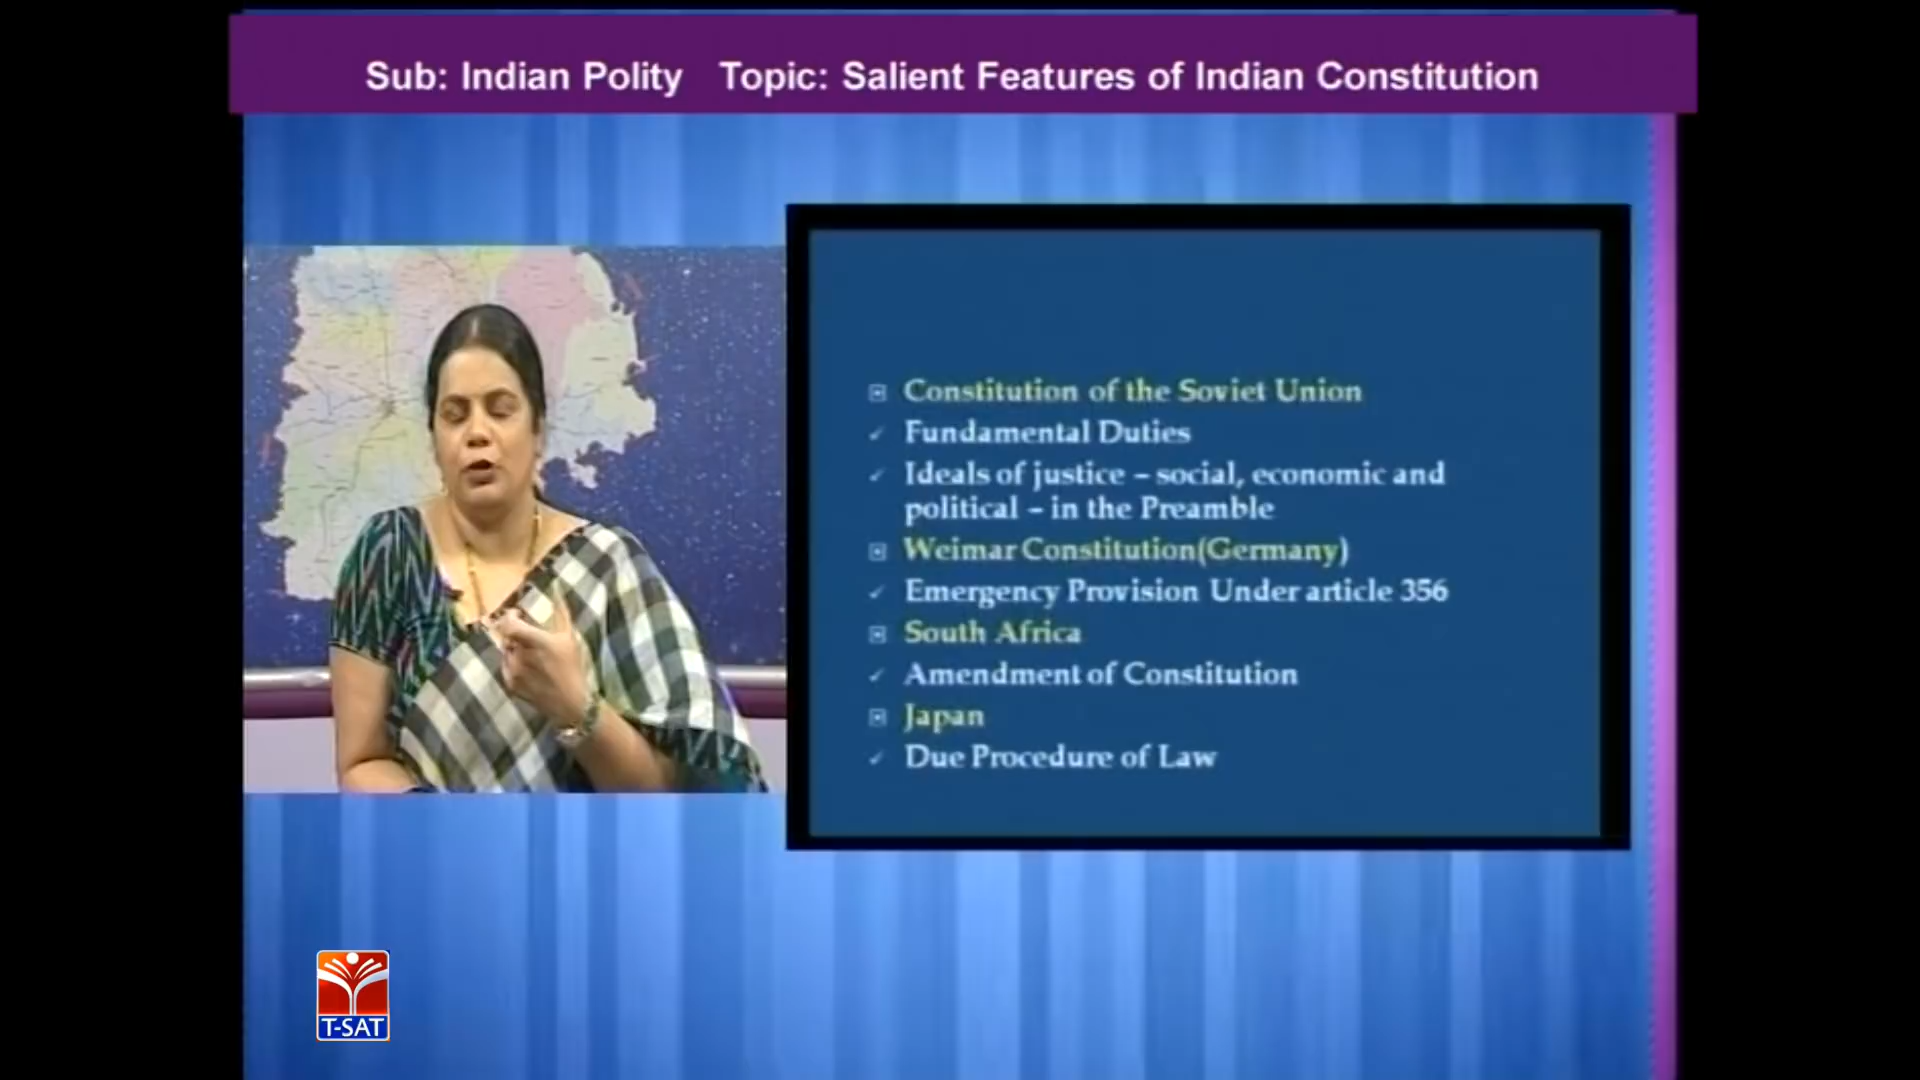 Sub: Indian Polity Topic: Salient Features of Indian Constitution
Constitution of the Soviet Union
Fundamental Duties
Ideals of justice – social, economic and
political – in the Preamble
Weimar Constitution(Germany)
Emergency Provision Under article 356
South Africa
Amendment of Constitution
Japan
Due Procedure of Law
T-SAT